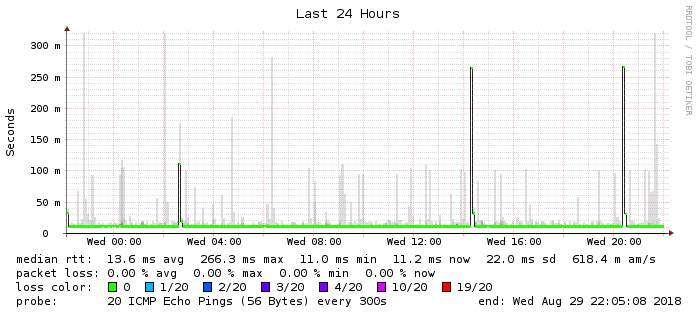 Last 24 Hours
RRDTOOL / TOBI OETIKER
Seconds
300 m
250 m
200 m
150 m
100 m
50 m
0
Wed 00:00 Wed 04:00 Wed 08:00 Wed 12:00 Wed 16:00 Wed 20:00
median rtt: 13.6 ms avg 266.3 ms max 11.0 ms min 11.2 ms now 22.0 ms sd 618.4 m am/s
packet loss: 0.00 % avg 0.00 % max 0.00 % min 0.00 % now
loss color: 0 1/20 2/20 3/20 4/20 10/20 19/20
probe: 20 ICMP Echo Pings (56 Bytes) every 300s end: Wed Aug 29 22:05:08 2018